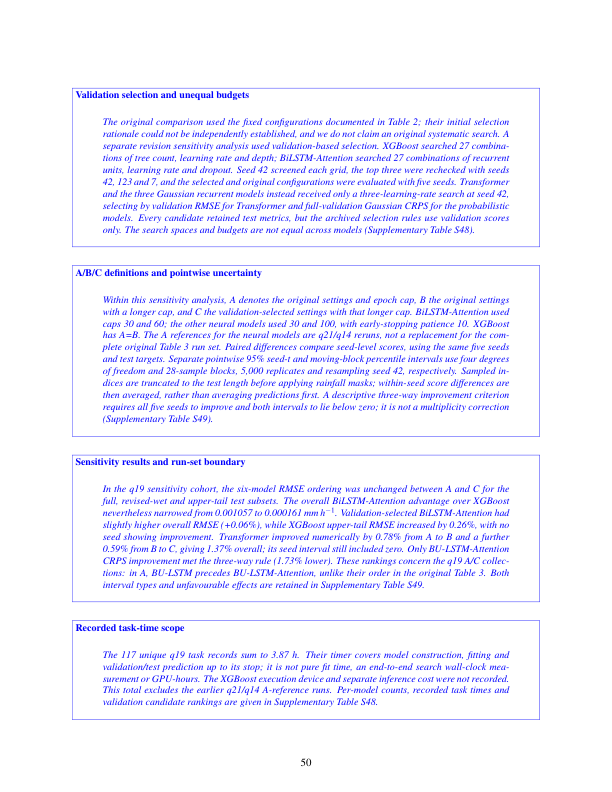 Validation selection and unequal budgets
The original comparison used the fixed configurations documented in Table 2; their initial selection
rationale could not be independently established, and we do not claim an original systematic search. A
separate revision sensitivity analysis used validation-based selection. XGBoost searched 27 combina-
tions of tree count, learning rate and depth; BiLSTM-Attention searched 27 combinations of recurrent
units, learning rate and dropout. Seed 42 screened each grid, the top three were rechecked with seeds
42, 123 and 7, and the selected and original configurations were evaluated with five seeds. Transformer
and the three Gaussian recurrent models instead received only a three-learning-rate search at seed 42,
selecting by validation RMSE for Transformer and full-validation Gaussian CRPS for the probabilistic
models. Every candidate retained test metrics, but the archived selection rules use validation scores
only. The search spaces and budgets are not equal across models (Supplementary Table S48).
A/B/C definitions and pointwise uncertainty
Within this sensitivity analysis, A denotes the original settings and epoch cap, B the original settings
with a longer cap, and C the validation-selected settings with that longer cap. BiLSTM-Attention used
caps 30 and 60; the other neural models used 30 and 100, with early-stopping patience 10. XGBoost
has A=B. The A references for the neural models are q21/q14 reruns, not a replacement for the com-
plete original Table 3 run set. Paired differences compare seed-level scores, using the same five seeds
and test targets. Separate pointwise 95% seed-t and moving-block percentile intervals use four degrees
of freedom and 28-sample blocks, 5,000 replicates and resampling seed 42, respectively. Sampled in-
dices are truncated to the test length before applying rainfall masks; within-seed score differences are
then averaged, rather than averaging predictions first. A descriptive three-way improvement criterion
requires all five seeds to improve and both intervals to lie below zero; it is not a multiplicity correction
(Supplementary Table S49).
Sensitivity results and run-set boundary
In the q19 sensitivity cohort, the six-model RMSE ordering was unchanged between A and C for the
full, revised-wet and upper-tail test subsets. The overall BiLSTM-Attention advantage over XGBoost
nevertheless narrowed from 0.001057 to 0.000161 mm h⁻¹. Validation-selected BiLSTM-Attention had
slightly higher overall RMSE (+0.06%), while XGBoost upper-tail RMSE increased by 0.26%, with no
seed showing improvement. Transformer improved numerically by 0.78% from A to B and a further
0.59% from B to C, giving 1.37% overall; its seed interval still included zero. Only BU-LSTM-Attention
CRPS improvement met the three-way rule (1.73% lower). These rankings concern the q19 A/C collec-
tions: in A, BU-LSTM precedes BU-LSTM-Attention, unlike their order in the original Table 3. Both
interval types and unfavourable effects are retained in Supplementary Table S49.
Recorded task-time scope
The 117 unique q19 task records sum to 3.87 h. Their timer covers model construction, fitting and
validation/test prediction up to its stop; it is not pure fit time, an end-to-end search wall-clock mea-
surement or GPU-hours. The XGBoost execution device and separate inference cost were not recorded.
This total excludes the earlier q21/q14 A-reference runs. Per-model counts, recorded task times and
validation candidate rankings are given in Supplementary Table S48.
50